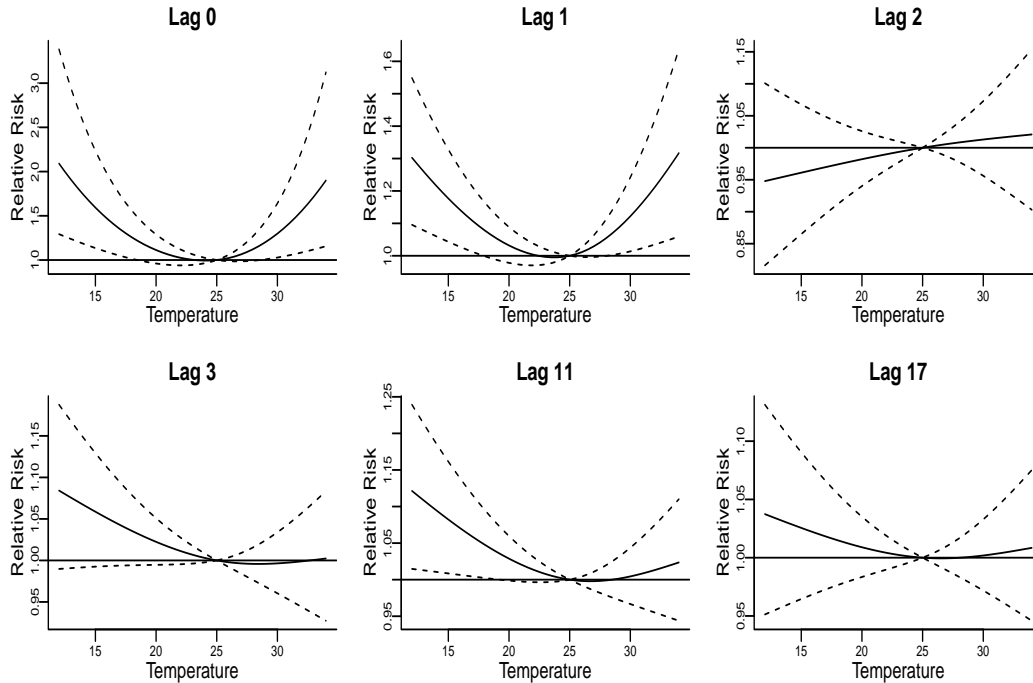 Lag 0
Relative Risk
1.0
1.5
2.0
2.5
3.0
15 20 25 30
Temperature
Lag 1
Relative Risk
1.0
1.2
1.4
1.6
15 20 25 30
Temperature
Lag 2
Relative Risk
0.85
0.95
1.05
1.15
15 20 25 30
Temperature
Lag 3
Relative Risk
0.95
1.00
1.05
1.10
1.15
15 20 25 30
Temperature
Lag 11
Relative Risk
0.95
1.05
1.15
1.25
15 20 25 30
Temperature
Lag 17
Relative Risk
0.95
1.00
1.05
1.10
15 20 25 30
Temperature